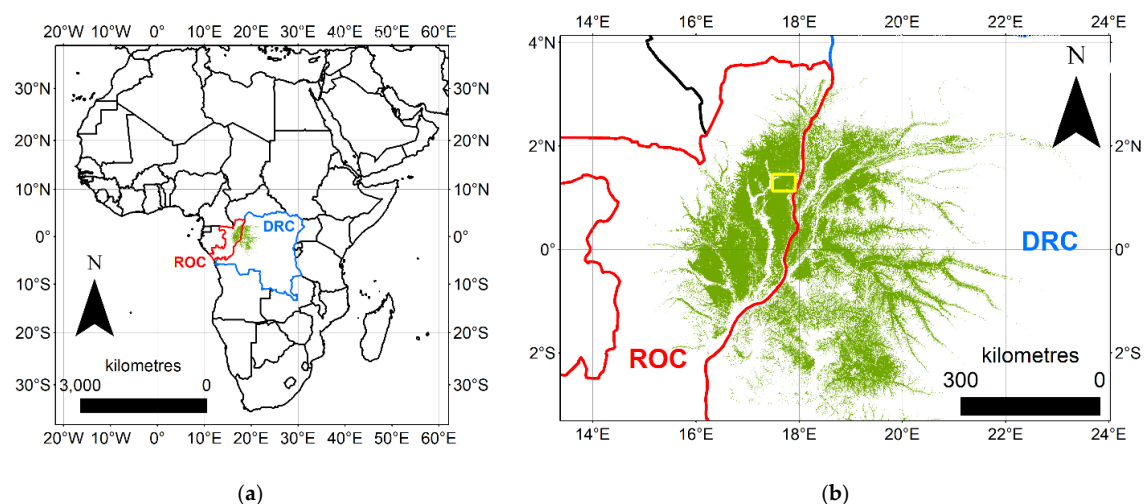 20°W 10°W 0° 10°E 20°E 30°E 40°E 50°E 60°E
30°N 30°N
20°N 20°N
10°N 10°N
DRC
0° 0°
ROC
N
10°S 10°S
20°S 20°S
kilometres
3,000 0
30°S 30°S
20°W 10°W 0° 10°E 20°E 30°E 40°E 50°E 60°E
(a)
14°E 16°E 18°E 20°E 22°E 24°E
4°N 4°N
N
2°N 2°N
DRC
0° 0°
ROC
kilometres
2°S 2°S
300 0
14°E 16°E 18°E 20°E 22°E 24°E
(b)